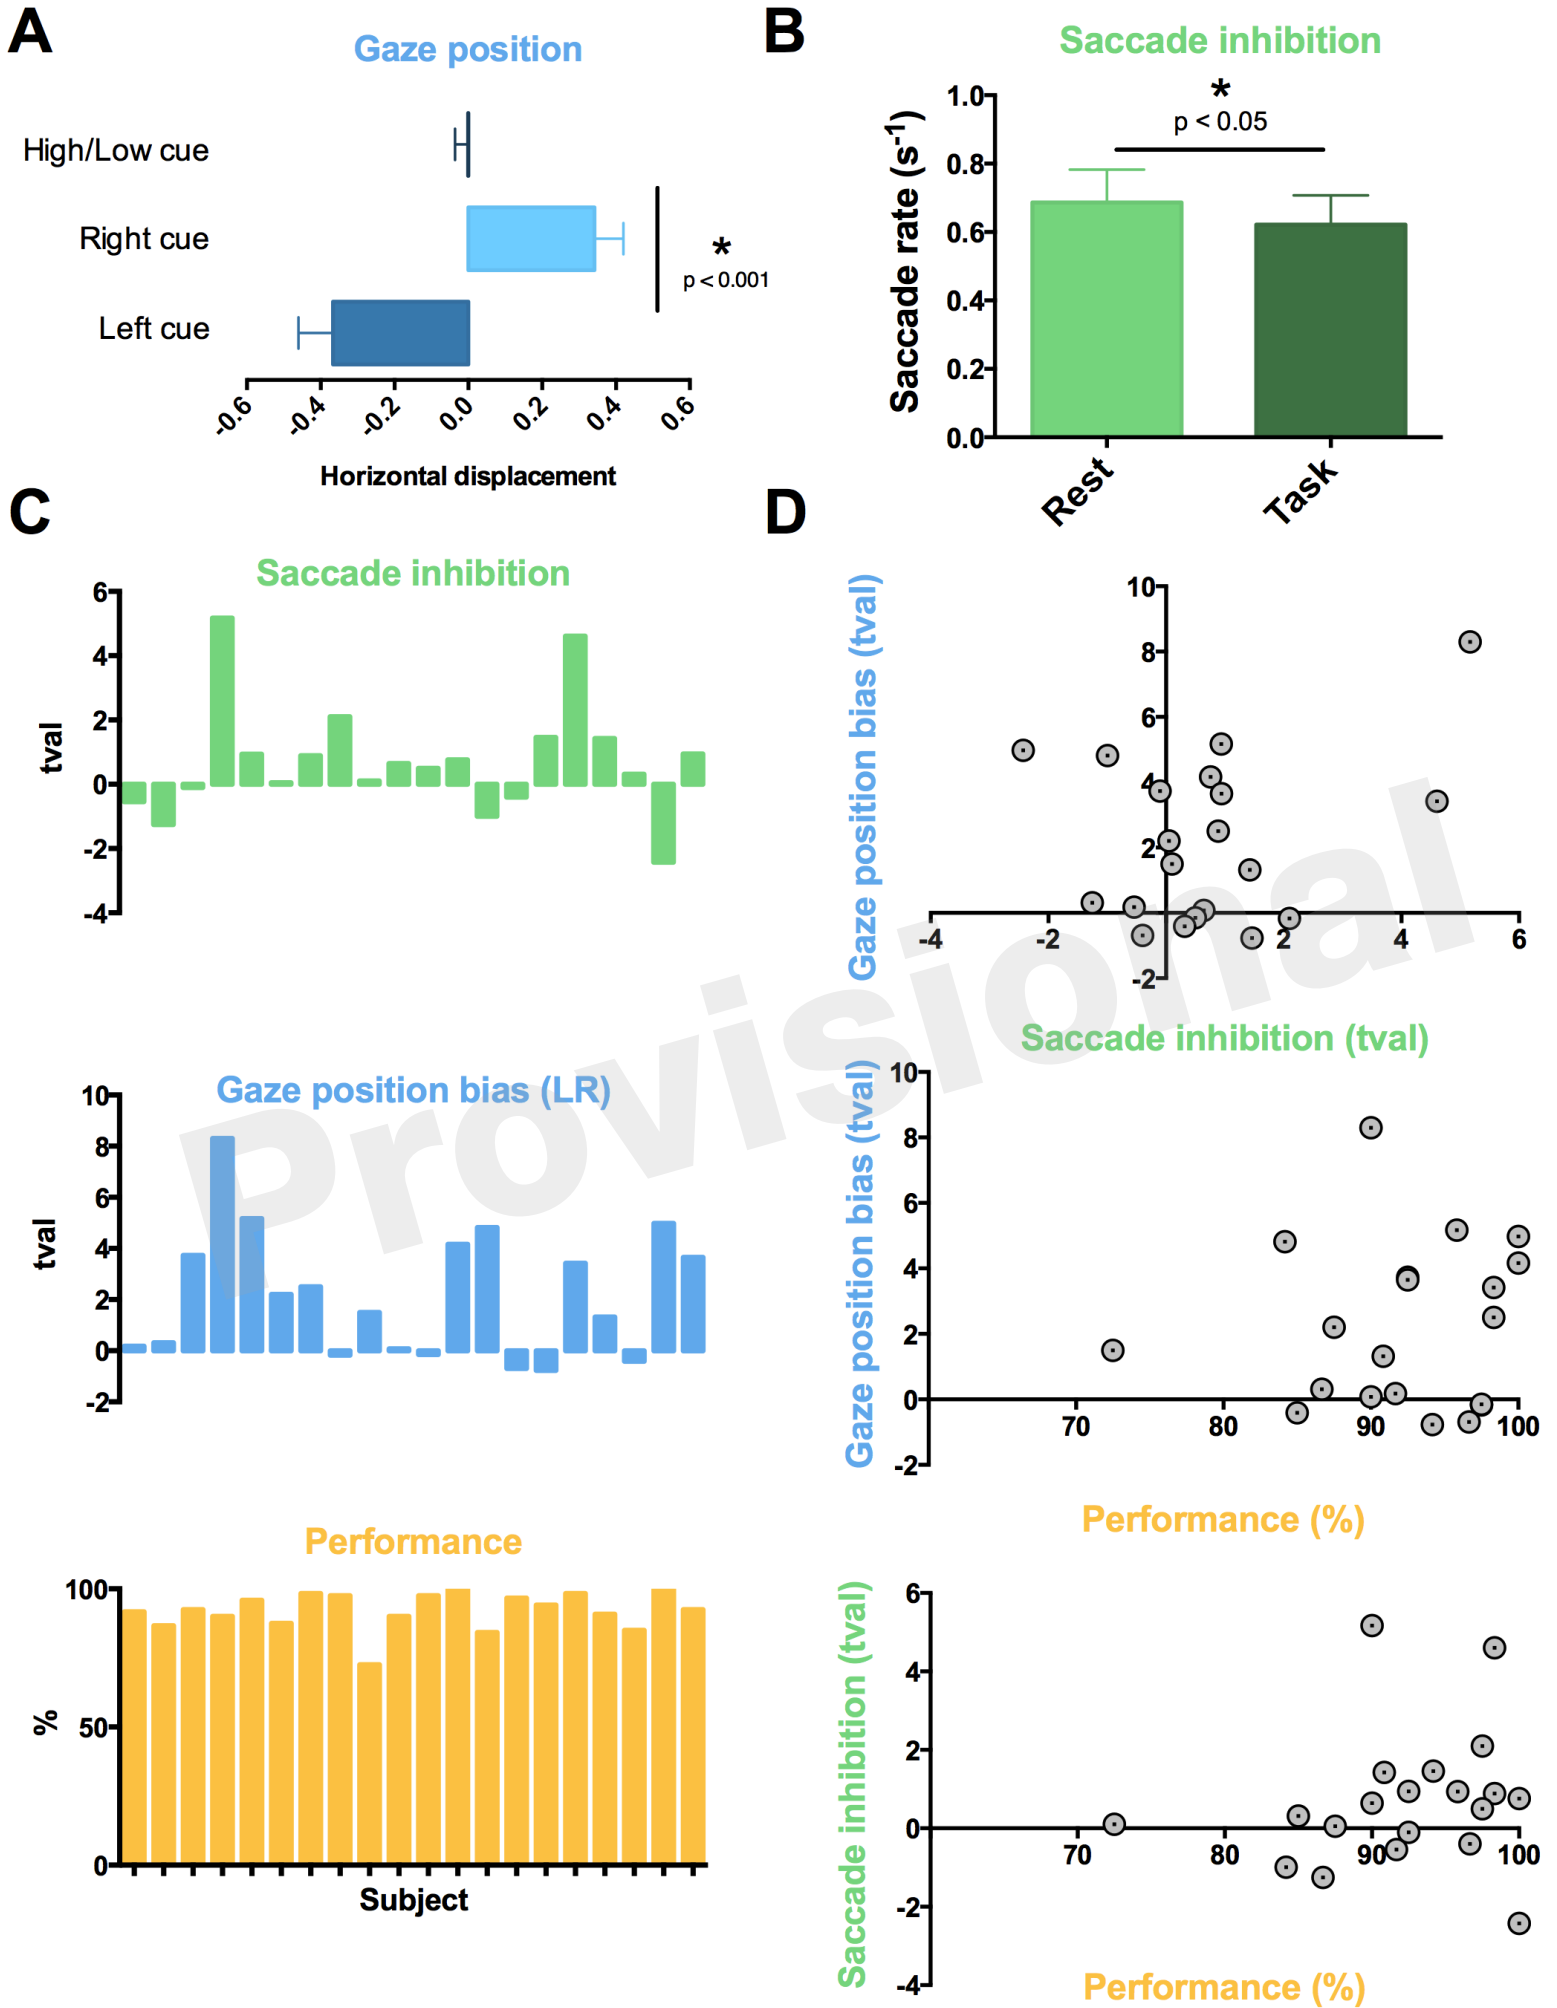 A
Gaze position
High/Low cue
Right cue
Left cue
*
p < 0.001
-0.6
-0.4
-0.2
0.0
0.2
0.4
0.6
Horizontal displacement
B
Saccade inhibition
*
p < 0.05
Saccade rate (s-1)
1.0
0.8
0.6
0.4
0.2
0.0
Rest
Task
C
Saccade inhibition
tval
6
4
2
0
-2
-4
Gaze position bias (LR)
tval
10
8
6
4
2
0
-2
Performance
%
100
50
0
Subject
D
Gaze position bias (tval)
10
8
6
4
2
-2
-4
-2
2
4
6
Saccade inhibition (tval)
Gaze position bias (tval)
10
8
6
4
2
0
-2
70
80
90
100
Performance (%)
Saccade inhibition (tval)
6
4
2
0
-2
-4
70
80
90
100
Performance (%)
Provisional